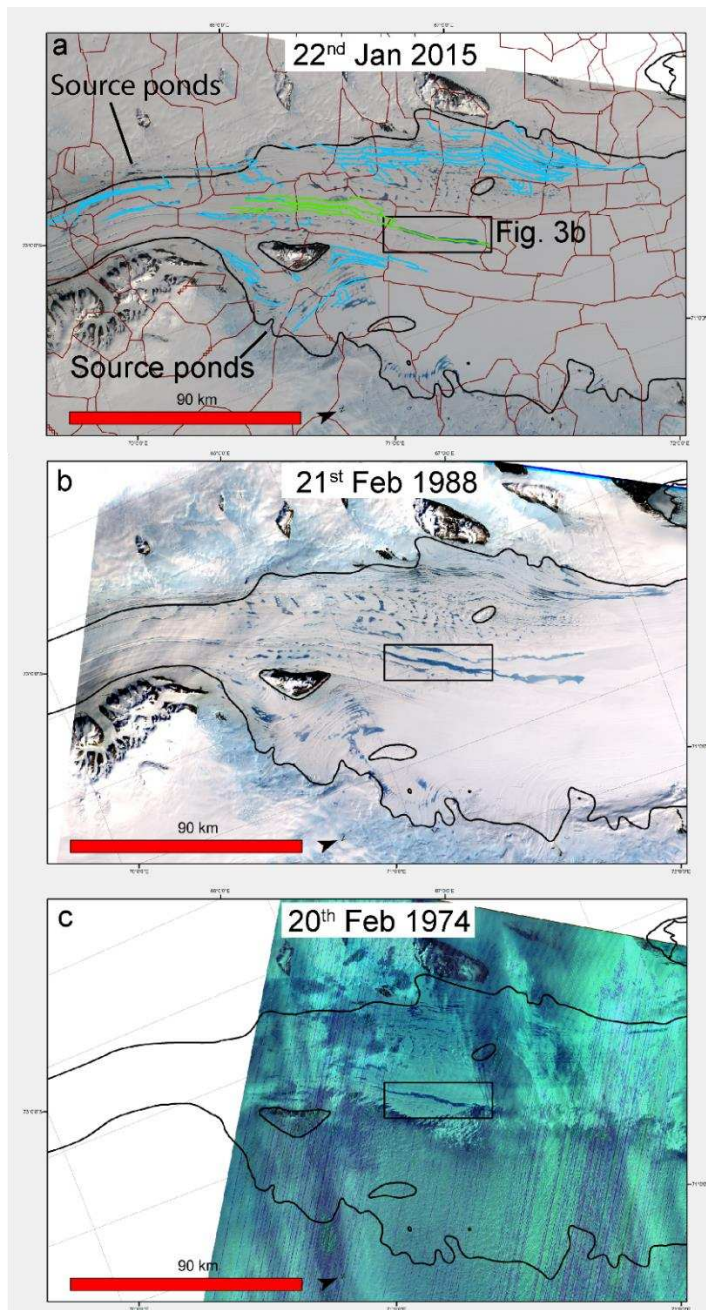 a
22nd Jan 2015
Source ponds
Fig. 3b
Source ponds
90 km
b
21st Feb 1988
90 km
c
20th Feb 1974
90 km